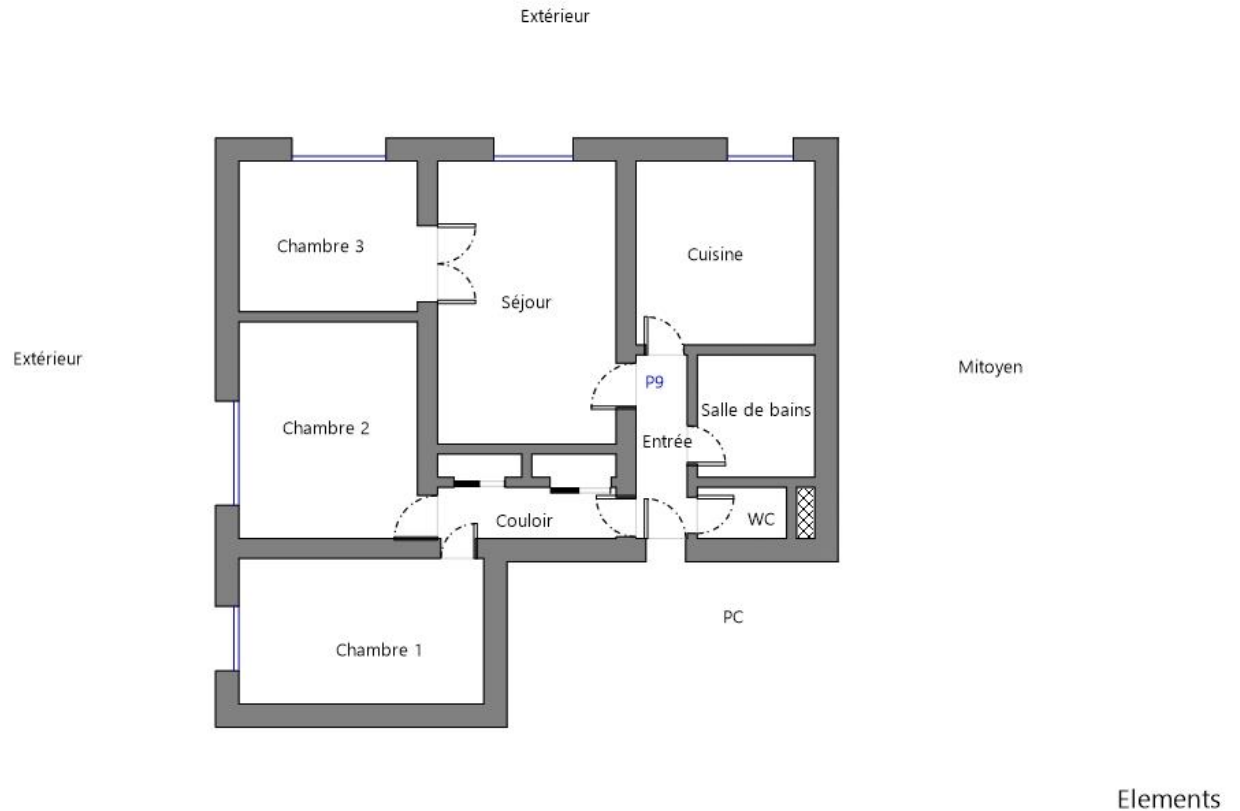 Extérieur
Chambre 3
Cuisine
Séjour
Extérieur
Mitoyen
P9
Salle de bains
Chambre 2
Entrée
Couloir
WC
PC
Chambre 1
Elements